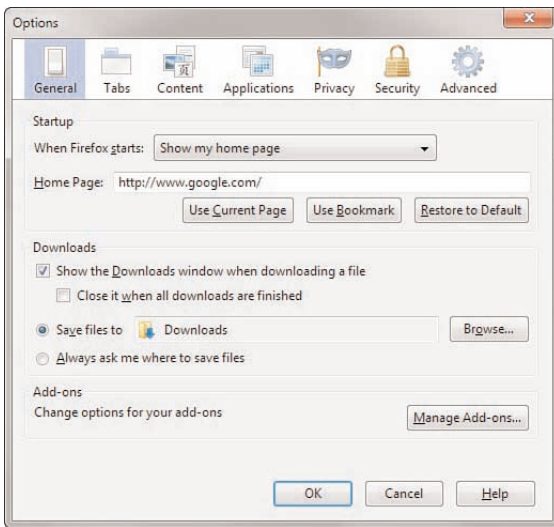 Options
General Tabs Content Applications Privacy Security Advanced
Startup
When Firefox starts: Show my home page
Home Page: http://www.google.com/
Use Current Page Use Bookmark Restore to Default
Downloads
Show the Downloads window when downloading a file
Close it when all downloads are finished
Save files to Downloads Browse...
Always ask me where to save files
Add-ons
Change options for your add-ons Manage Add-ons...
OK Cancel Help